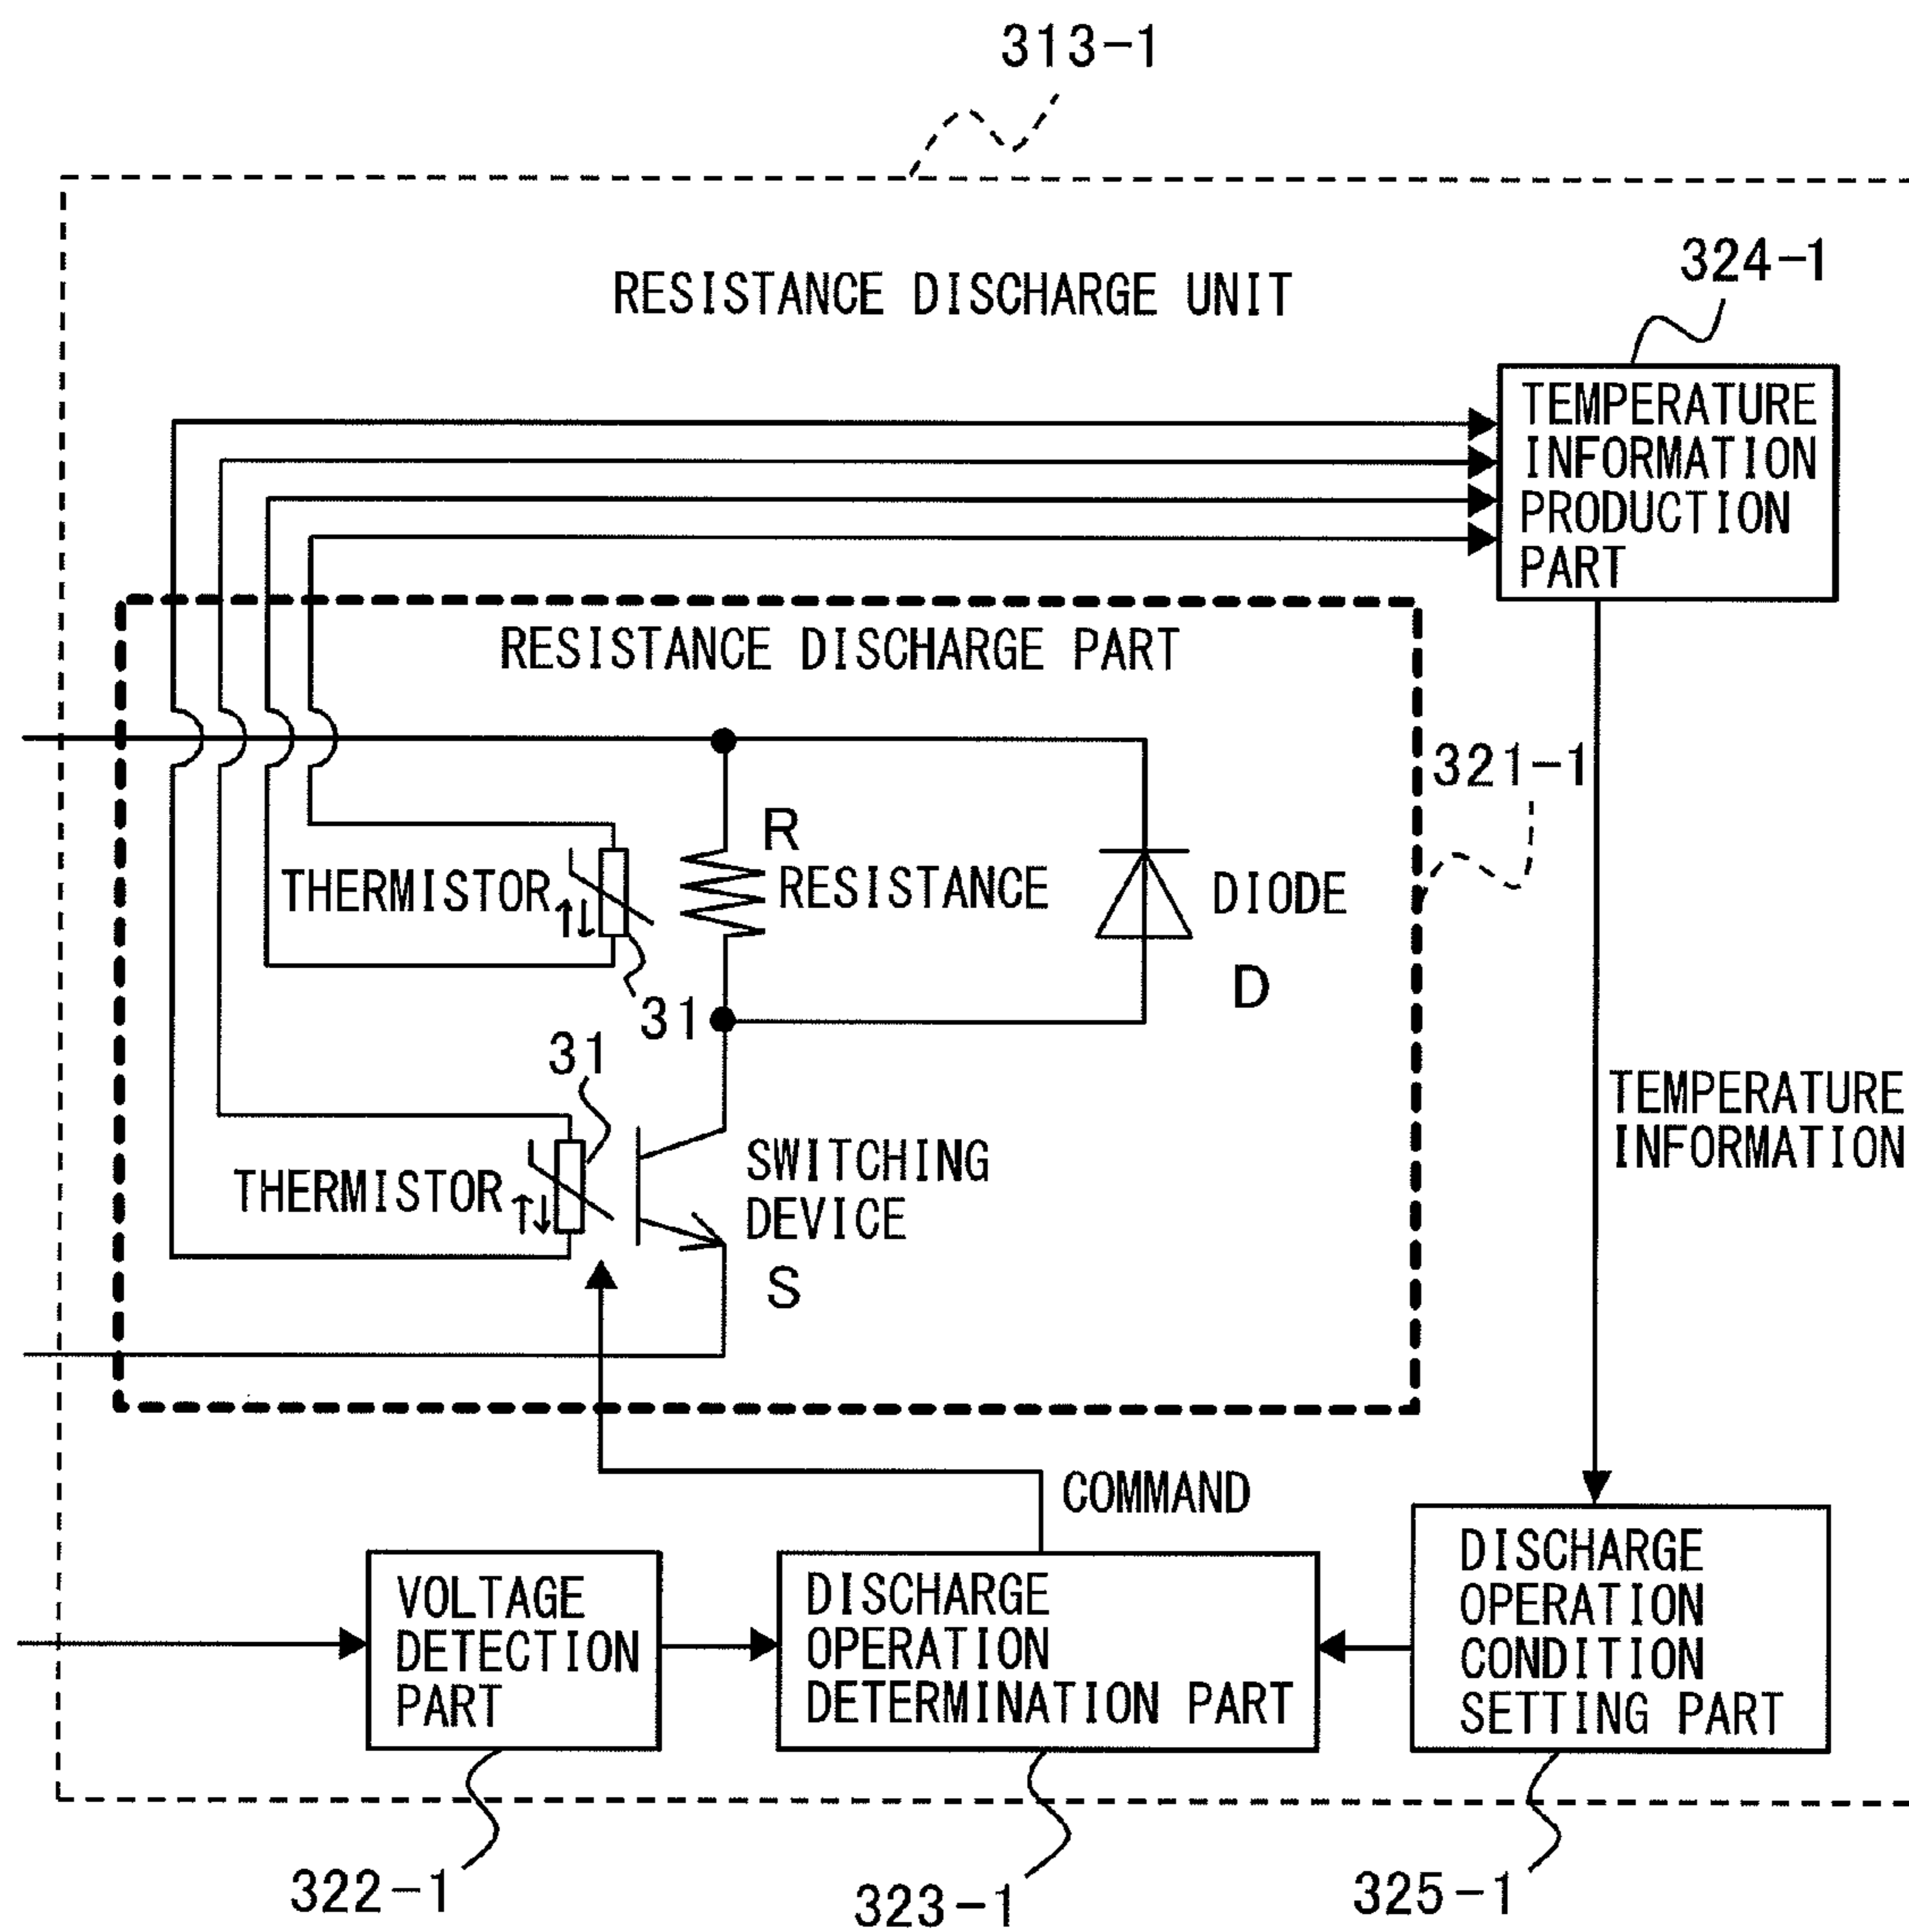 313-1
RESISTANCE DISCHARGE UNIT
324-1
TEMPERATURE
INFORMATION
PRODUCTION
PART
RESISTANCE DISCHARGE PART
321-1
R
RESISTANCE
THERMISTOR
31
DIODE
D
31
THERMISTOR
SWITCHING
DEVICE
S
TEMPERATURE
INFORMATION
COMMAND
VOLTAGE
DETECTION
PART
DISCHARGE
OPERATION
DETERMINATION PART
DISCHARGE
OPERATION
CONDITION
SETTING PART
322-1
323-1
325-1